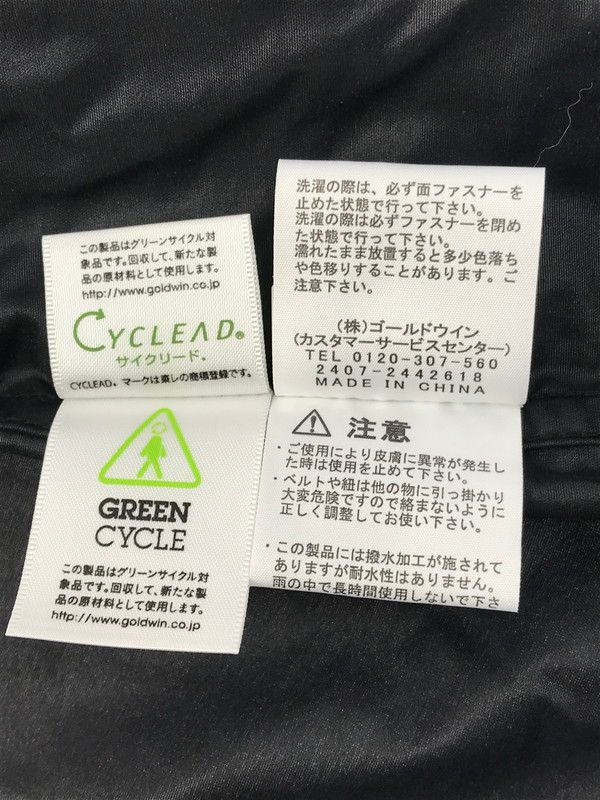 この製品はグリーンサイクル対
象品です。回収して、新たな製
品の原材料として使用します。
http://www.goldwin.co.jp
CYCLEAD®
サイクリード®
CYCLEAD®マークは東レの商標登録です。
GREEN
CYCLE
この製品はグリーンサイクル対
象品です。回収して、新たな製
品の原材料として使用します。
http://www.goldwin.co.jp
洗濯の際は、必ず面ファスナーを
止めた状態で行って下さい。
洗濯の際は必ずファスナーを閉め
た状態で行って下さい。
濡れたまま放置すると多少色落ち
や色移りすることがあります。ご
注意下さい。
(株)ゴールドウイン
(カスタマーサービスセンター)
TEL 0120-307-560
2407-2442618
MADE IN CHINA
注意
・ご使用により皮膚に異常が発生し
た時は使用を止めて下さい。
・ベルトや紐は他の物に引っ掛かり
大変危険ですので絡まないように
正しく調整してお使い下さい。
・この製品には撥水加工が施されて
ありますが耐水性はありません。
雨の中で長時間使用しないで下さ